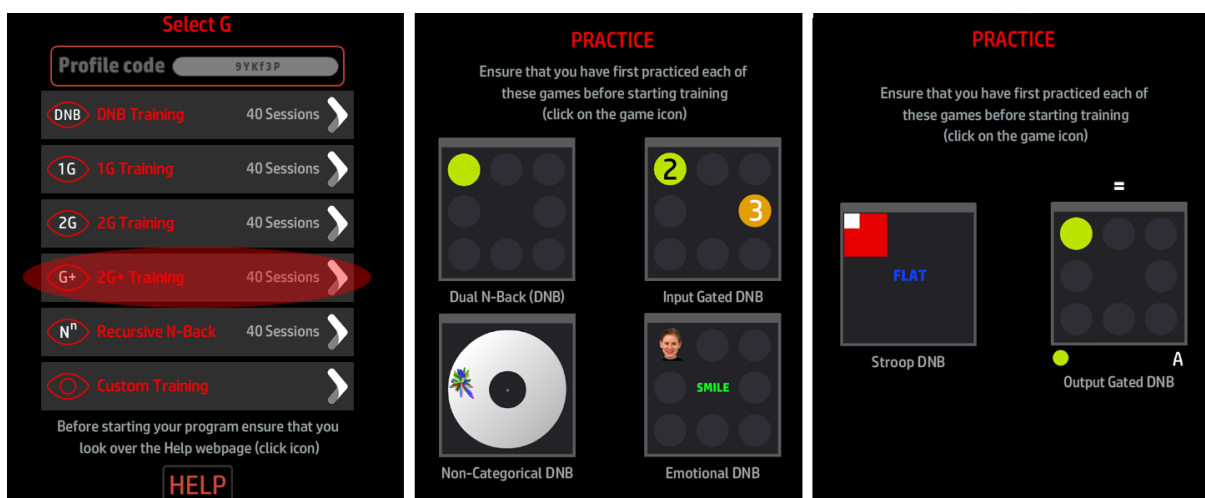 Select G
Profile code 9YKf3P
DNB DNB Training 40 Sessions
1G 1G Training 40 Sessions
2G 2G Training 40 Sessions
G+ 2G+ Training 40 Sessions
Nⁿ Recursive N-Back 40 Sessions
Custom Training
Before starting your program ensure that you
look over the Help webpage (click icon)
HELP
PRACTICE
Ensure that you have first practiced each of
these games before starting training
(click on the game icon)
2
3
Dual N-Back (DNB)
Input Gated DNB
SMILE
Non-Categorical DNB
Emotional DNB
PRACTICE
Ensure that you have first practiced each of
these games before starting training
(click on the game icon)
=
FLAT
Stroop DNB
A
Output Gated DNB